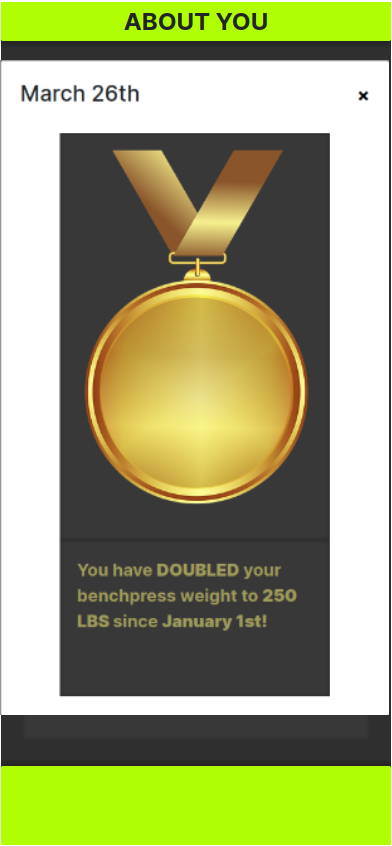 ABOUT YOU
March 26th ×
You have DOUBLED your
benchpress weight to 250
LBS since January 1st!